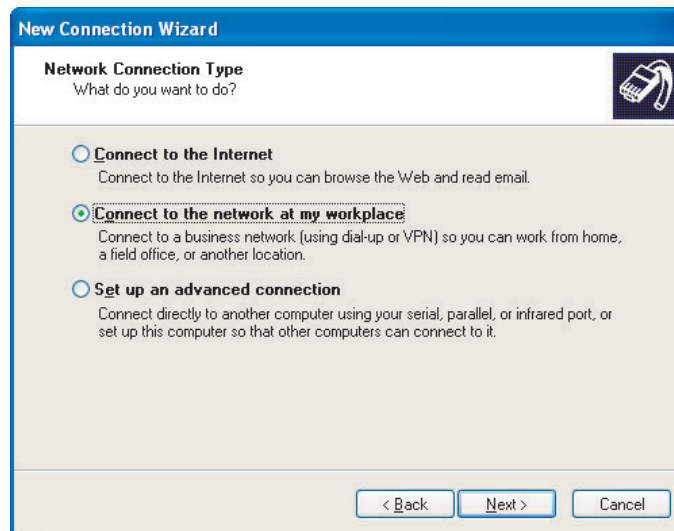 New Connection Wizard
Network Connection Type
What do you want to do?
Connect to the Internet
Connect to the Internet so you can browse the Web and read email.
Connect to the network at my workplace
Connect to a business network (using dial-up or VPN) so you can work from home,
a field office, or another location.
Set up an advanced connection
Connect directly to another computer using your serial, parallel, or infrared port, or
set up this computer so that other computers can connect to it.
< Back Next > Cancel